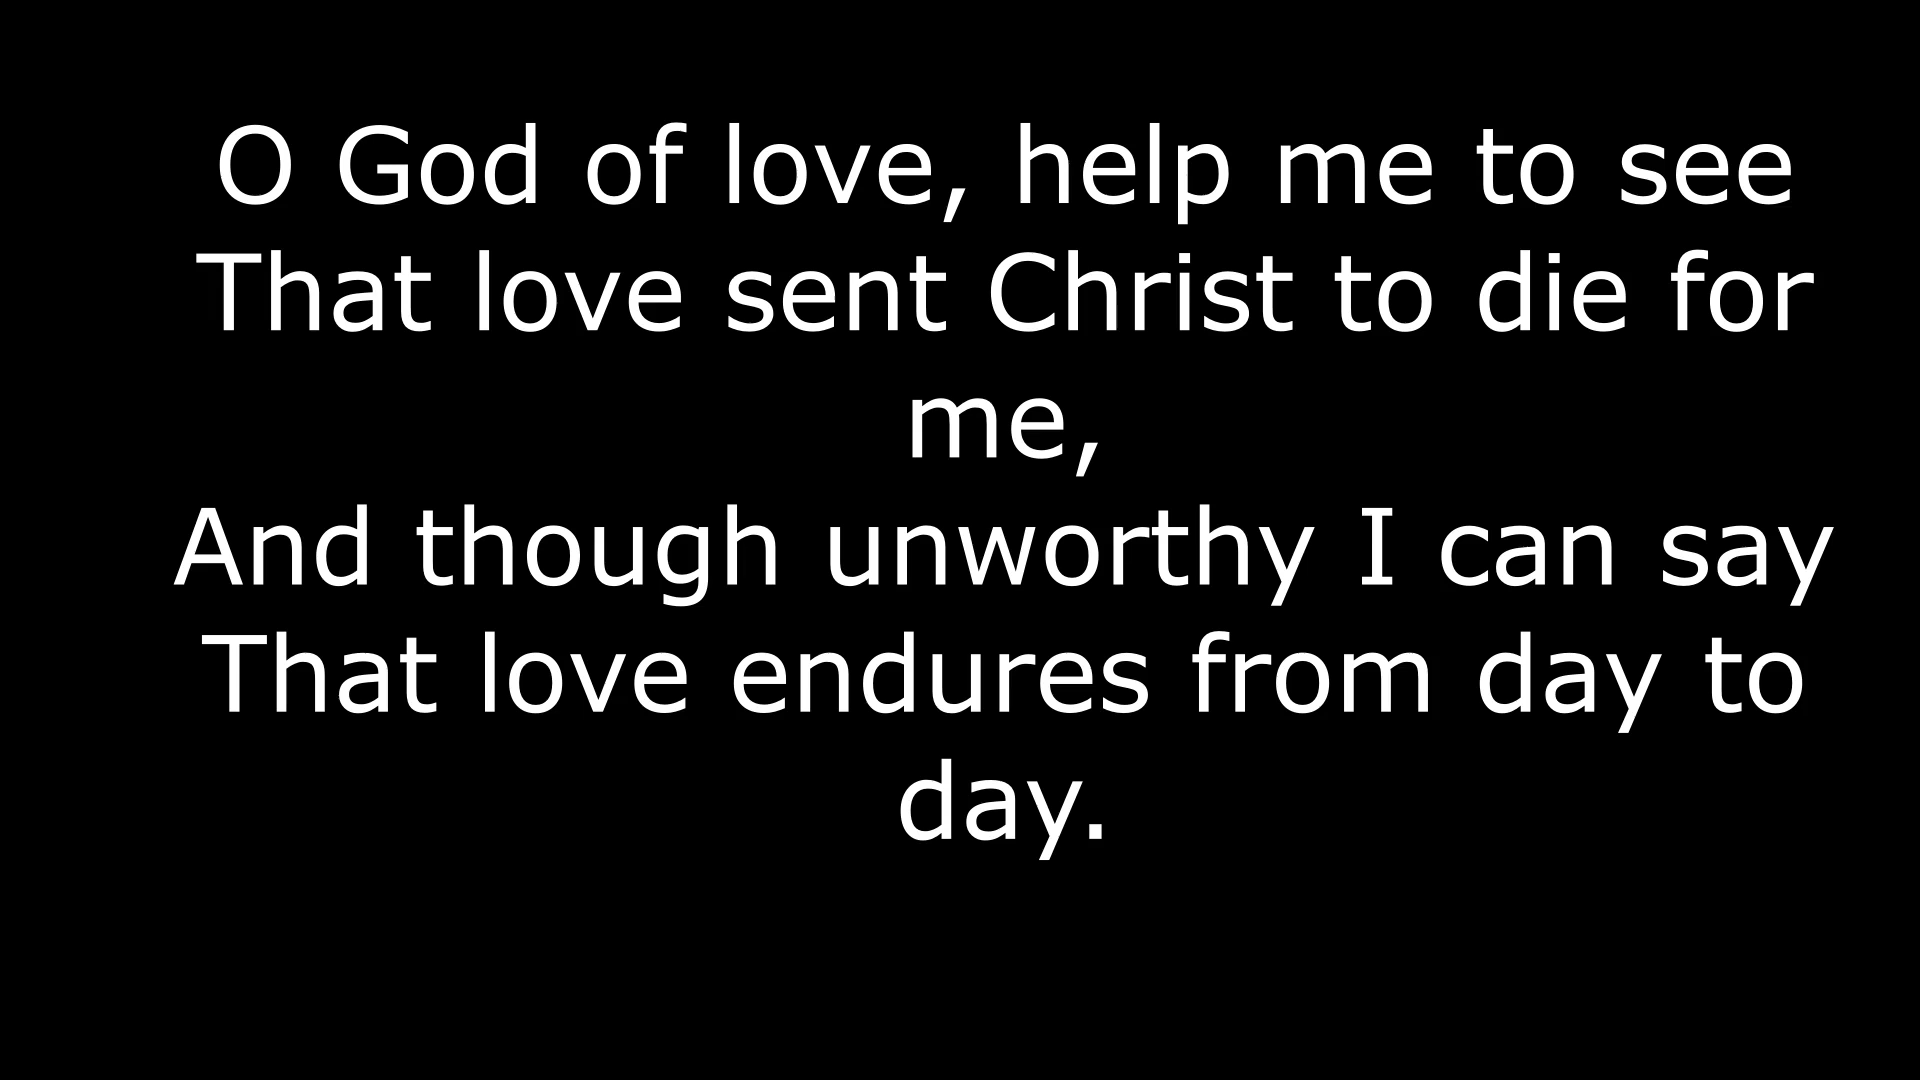 O God of love, help me to see
That love sent Christ to die for
me,
And though unworthy I can say
That love endures from day to
day.